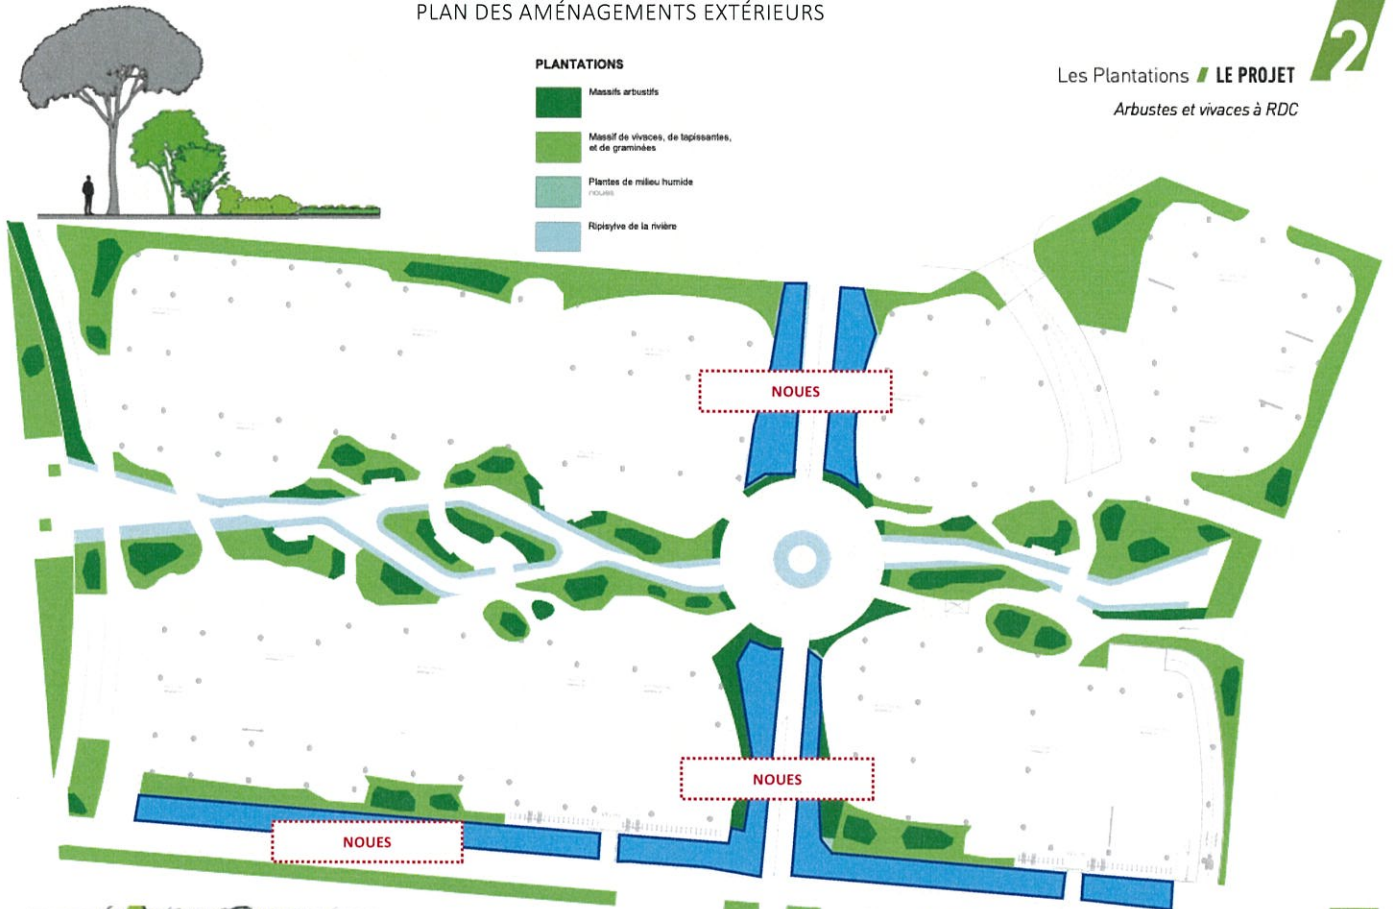 PLAN DES AMÉNAGEMENTS EXTÉRIEURS
2
Les Plantations LE PROJET
Arbustes et vivaces à RDC
PLANTATIONS
Massifs arbustifs
Massif de vivaces, de tapissantes,
et de graminées
Plantes de milieu humide
noues
Ripisylve de la rivière
NOUES
NOUES
NOUES